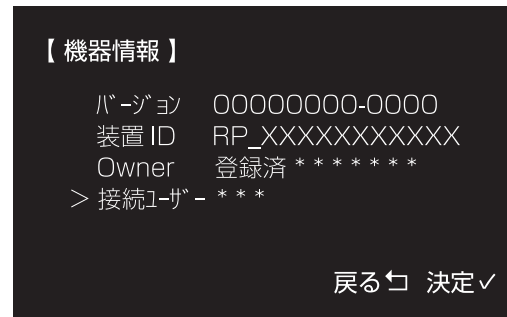 【 機器情報 】
ﾊﾞｰｼﾞｮﾝ 00000000-0000
装置 ID RP_XXXXXXXXXXX
Owner 登録済 * * * * * * *
＞ 接続ﾕｰｻﾞｰ * * *
戻る⮌ 決定✓